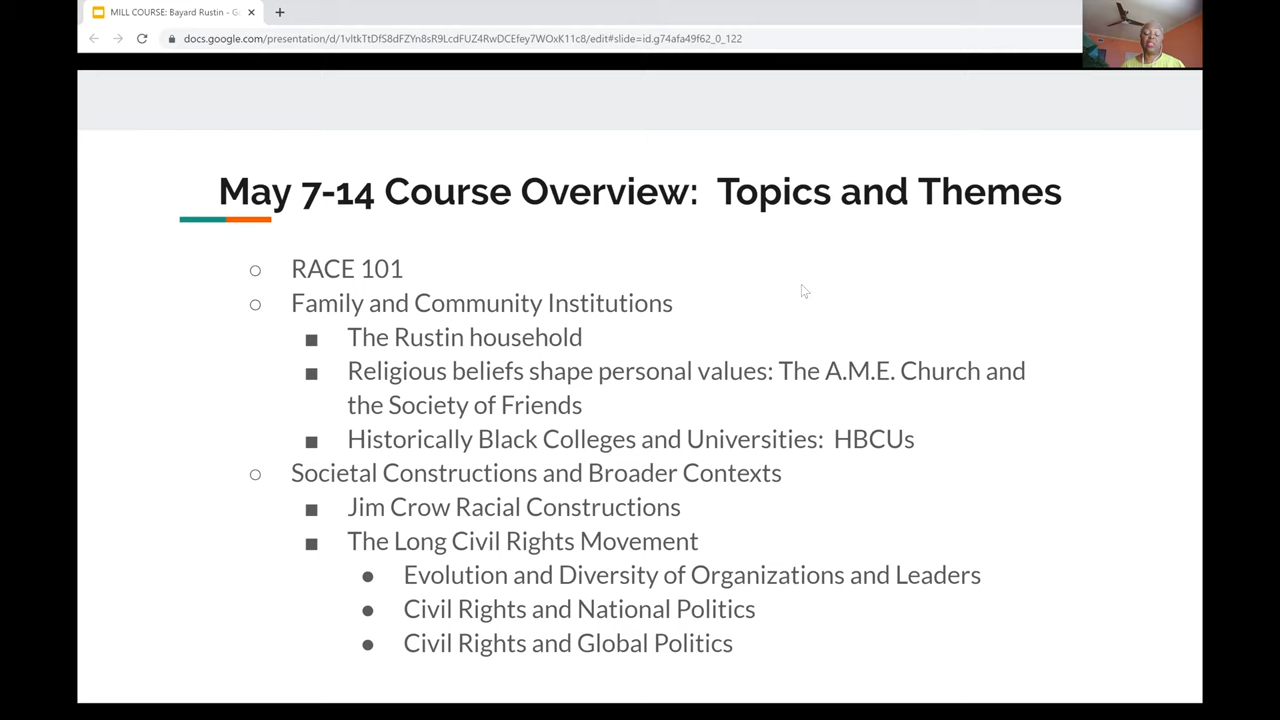 MILL COURSE: Bayard Rustin - G
docs.google.com/presentation/d/1vltkTtDfS8dFZYn8sR9LcdFUZ4RwDCEfey7WOxK11c8/edit#slide=id.g74afa49f62_0_122
May 7-14 Course Overview: Topics and Themes
○ RACE 101
○ Family and Community Institutions
■ The Rustin household
■ Religious beliefs shape personal values: The A.M.E. Church and
the Society of Friends
■ Historically Black Colleges and Universities: HBCUs
○ Societal Constructions and Broader Contexts
■ Jim Crow Racial Constructions
■ The Long Civil Rights Movement
● Evolution and Diversity of Organizations and Leaders
● Civil Rights and National Politics
● Civil Rights and Global Politics